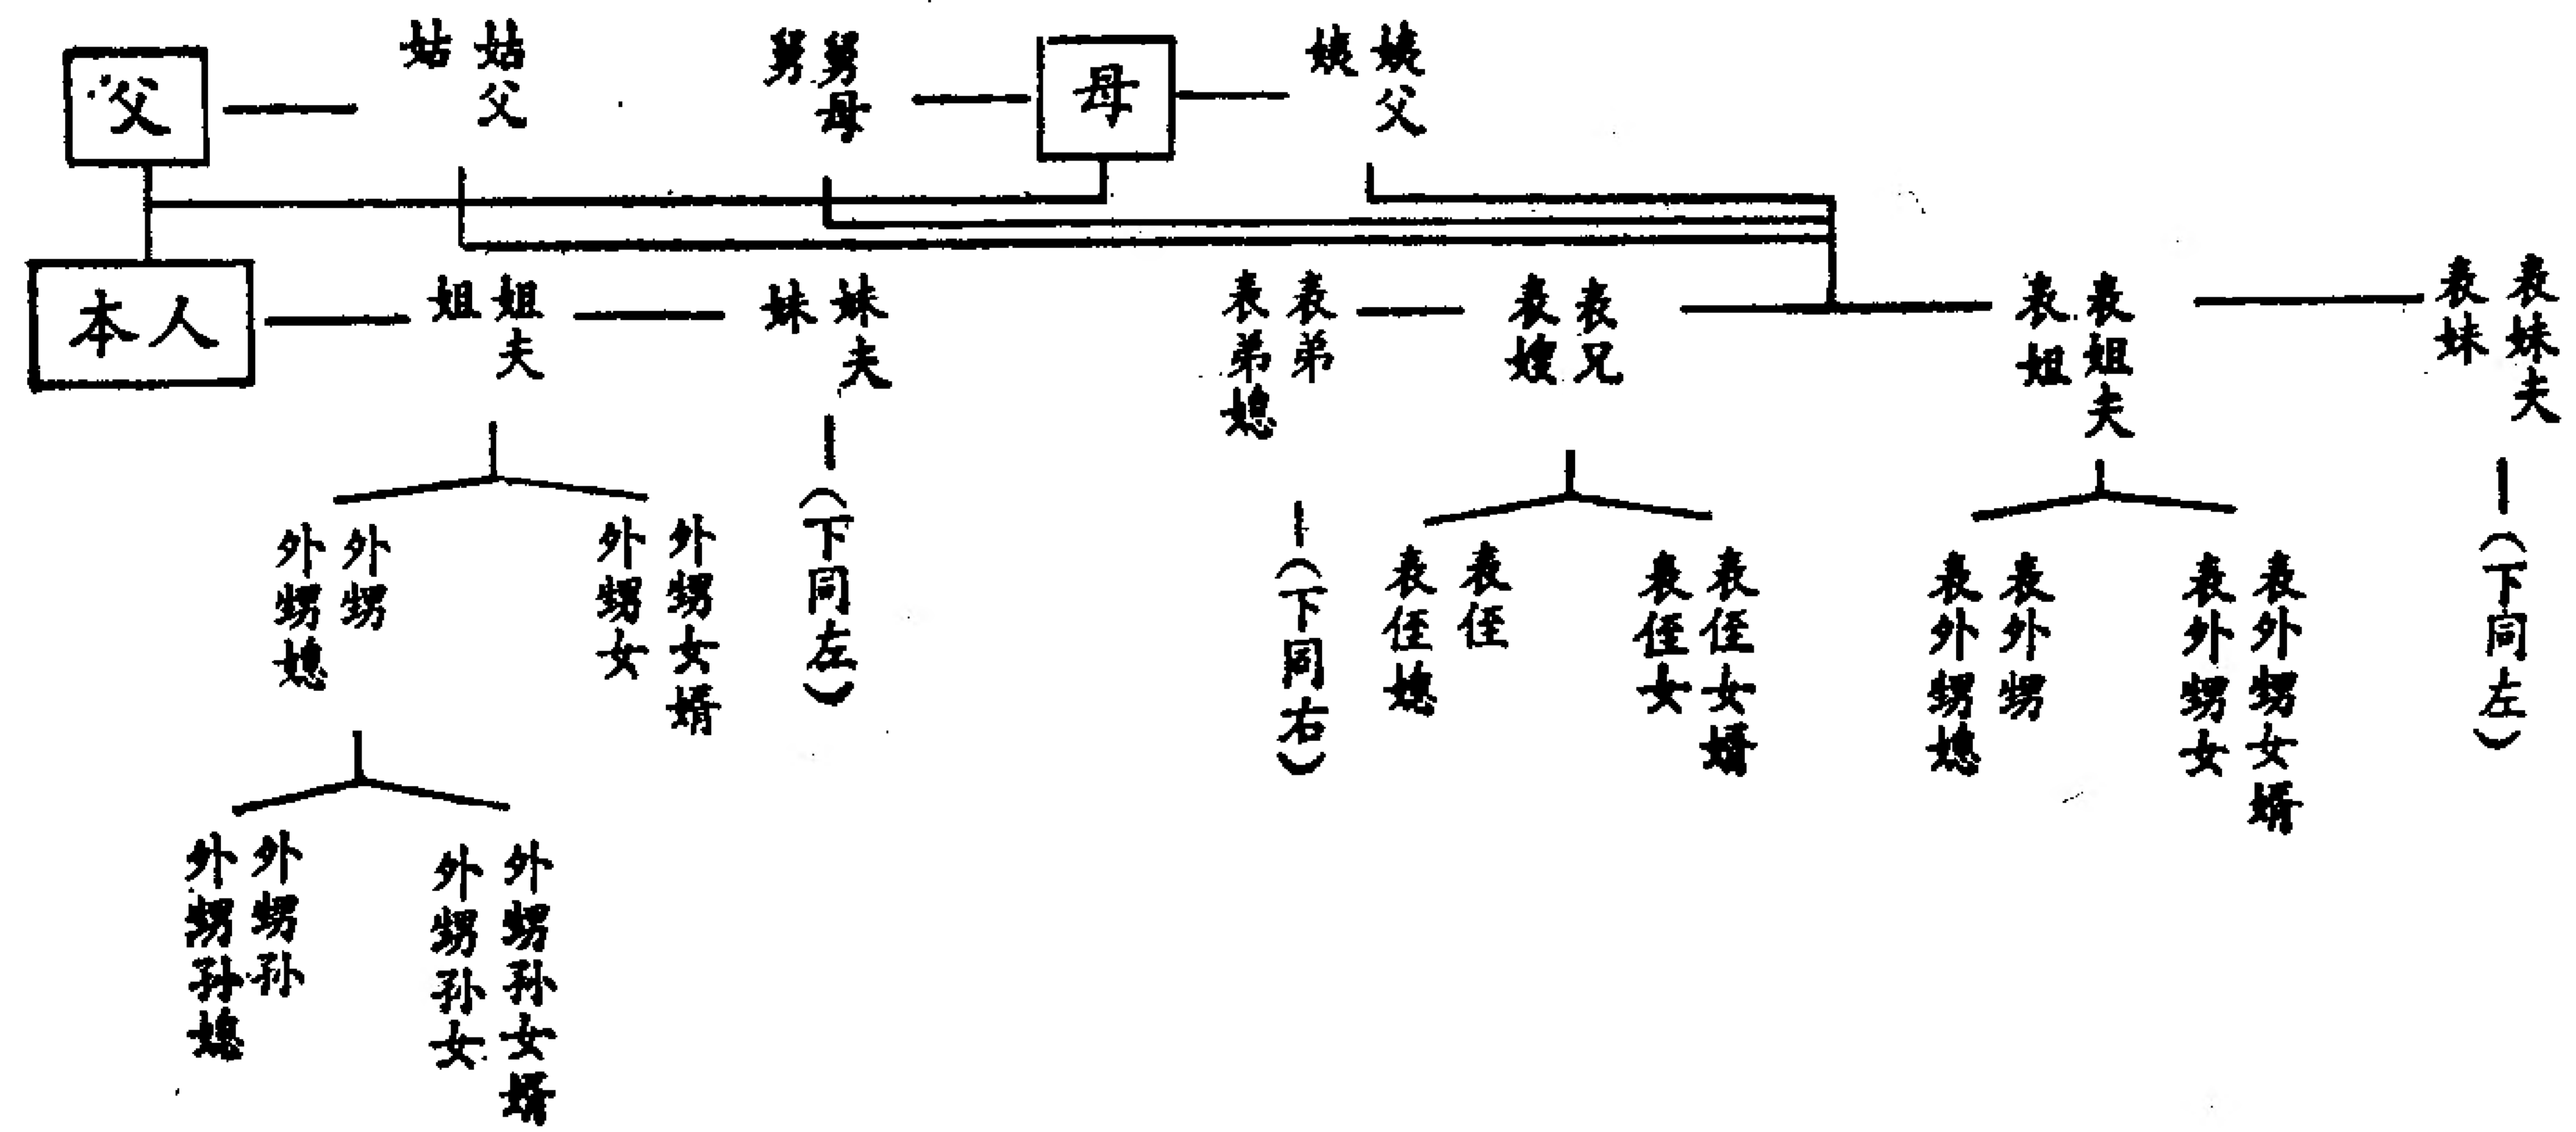 父
姑
姑父
舅
舅母
母
姨
姨父
本人
姐
姐夫
妹
妹夫
表弟媳
表弟
表嫂
表兄
表姐
表姐夫
表妹
表妹夫
外甥媳
外甥
外甥女
外甥女婿
(下同左)
(下同右)
表侄媳
表侄
表侄女
表侄女婿
表外甥媳
表外甥
表外甥女
表外甥女婿
(下同左)
外甥孙媳
外甥孙
外甥孙女
外甥孙女婿